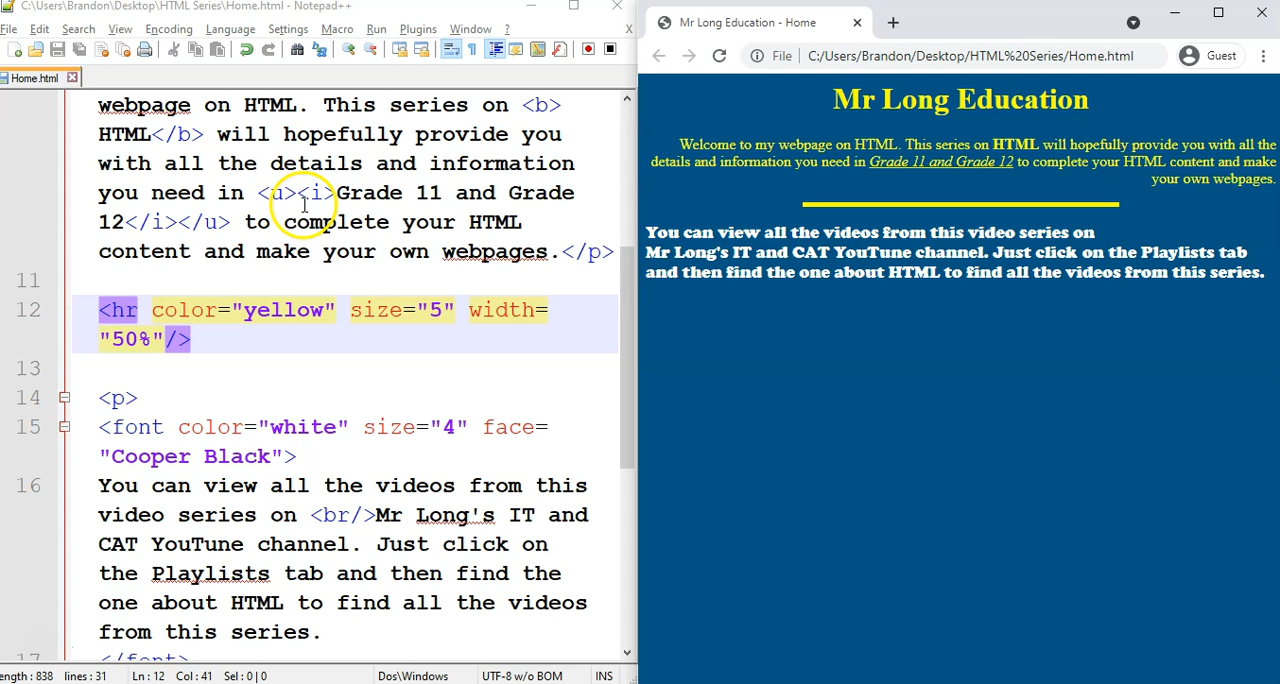 C:\Users\Brandon\Desktop\HTML Series\Home.html - Notepad++
File Edit Search View Encoding Language Settings Macro Run Plugins Window ? X
Home.html
webpage on HTML. This series on <b>
HTML</b> will hopefully provide you
with all the details and information
you need in <u><i>Grade 11 and Grade
12</i></u> to complete your HTML
content and make your own webpages.</p>
11
12 <hr color="yellow" size="5" width=
"50%"/>
13
14 <p>
15 <font color="white" size="4" face=
"Cooper Black">
16 You can view all the videos from this
video series on <br/>Mr Long's IT and
CAT YouTune channel. Just click on
the Playlists tab and then find the
one about HTML to find all the videos
from this series.
17 </font>
ength : 838 lines : 31 Ln : 12 Col : 41 Sel : 0 | 0 Dos\Windows UTF-8 w/o BOM INS
Mr Long Education - Home
File C:/Users/Brandon/Desktop/HTML%20Series/Home.html Guest
Mr Long Education
Welcome to my webpage on HTML. This series on HTML will hopefully provide you with all the
details and information you need in Grade 11 and Grade 12 to complete your HTML content and make
your own webpages.
You can view all the videos from this video series on
Mr Long's IT and CAT YouTune channel. Just click on the Playlists tab
and then find the one about HTML to find all the videos from this series.